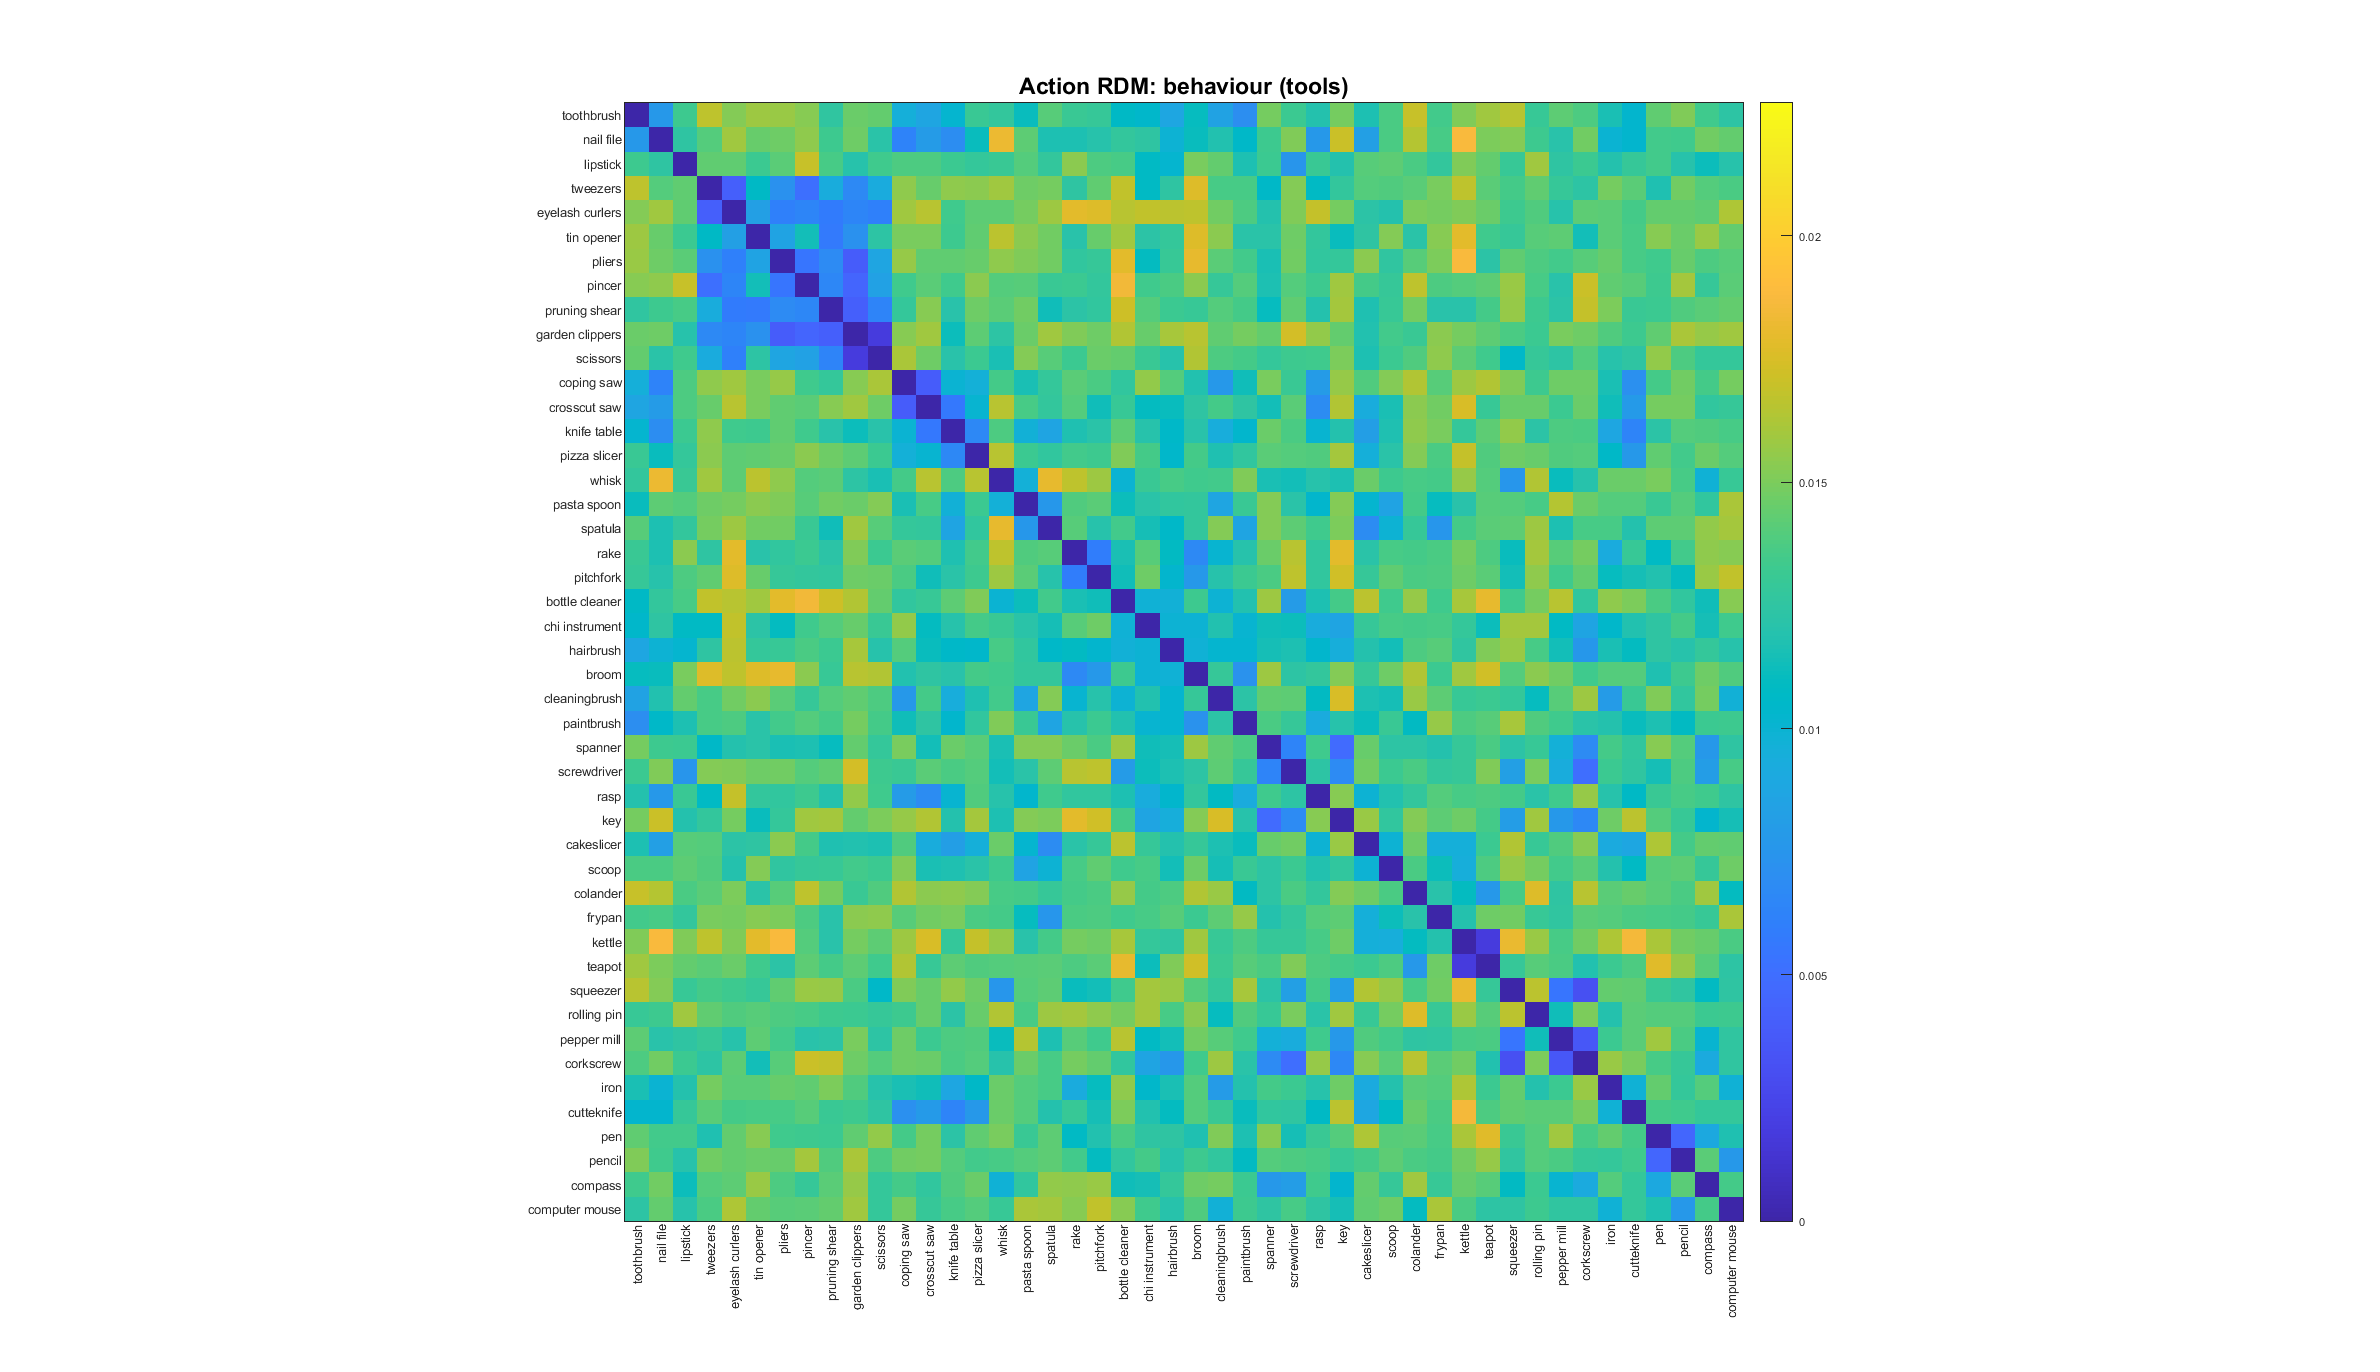 Action RDM: behaviour (tools)
toothbrush
nail file
lipstick
tweezers
eyelash curlers
tin opener
pliers
pincer
pruning shear
garden clippers
scissors
coping saw
crosscut saw
knife table
pizza slicer
whisk
pasta spoon
spatula
rake
pitchfork
bottle cleaner
chi instrument
hairbrush
broom
cleaningbrush
paintbrush
spanner
screwdriver
rasp
key
cakeslicer
scoop
colander
frypan
kettle
teapot
squeezer
rolling pin
pepper mill
corkscrew
iron
cutteknife
pen
pencil
compass
computer mouse
toothbrush
nail file
lipstick
tweezers
eyelash curlers
tin opener
pliers
pincer
pruning shear
garden clippers
scissors
coping saw
crosscut saw
knife table
pizza slicer
whisk
pasta spoon
spatula
rake
pitchfork
bottle cleaner
chi instrument
hairbrush
broom
cleaningbrush
paintbrush
spanner
screwdriver
rasp
key
cakeslicer
scoop
colander
frypan
kettle
teapot
squeezer
rolling pin
pepper mill
corkscrew
iron
cutteknife
pen
pencil
compass
computer mouse
0.02
0.015
0.01
0.005
0